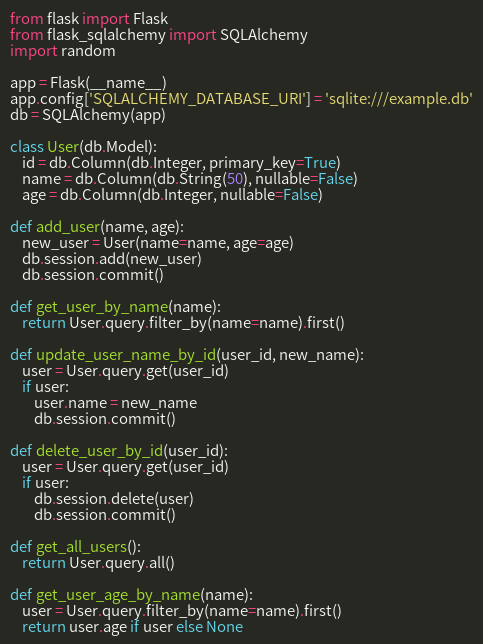 from flask import Flask
from flask_sqlalchemy import SQLAlchemy
import random

app = Flask(__name__)
app.config['SQLALCHEMY_DATABASE_URI'] = 'sqlite:///example.db'
db = SQLAlchemy(app)

class User(db.Model):
    id = db.Column(db.Integer, primary_key=True)
    name = db.Column(db.String(50), nullable=False)
    age = db.Column(db.Integer, nullable=False)

def add_user(name, age):
    new_user = User(name=name, age=age)
    db.session.add(new_user)
    db.session.commit()

def get_user_by_name(name):
    return User.query.filter_by(name=name).first()

def update_user_name_by_id(user_id, new_name):
    user = User.query.get(user_id)
    if user:
        user.name = new_name
        db.session.commit()

def delete_user_by_id(user_id):
    user = User.query.get(user_id)
    if user:
        db.session.delete(user)
        db.session.commit()

def get_all_users():
    return User.query.all()

def get_user_age_by_name(name):
    user = User.query.filter_by(name=name).first()
    return user.age if user else None